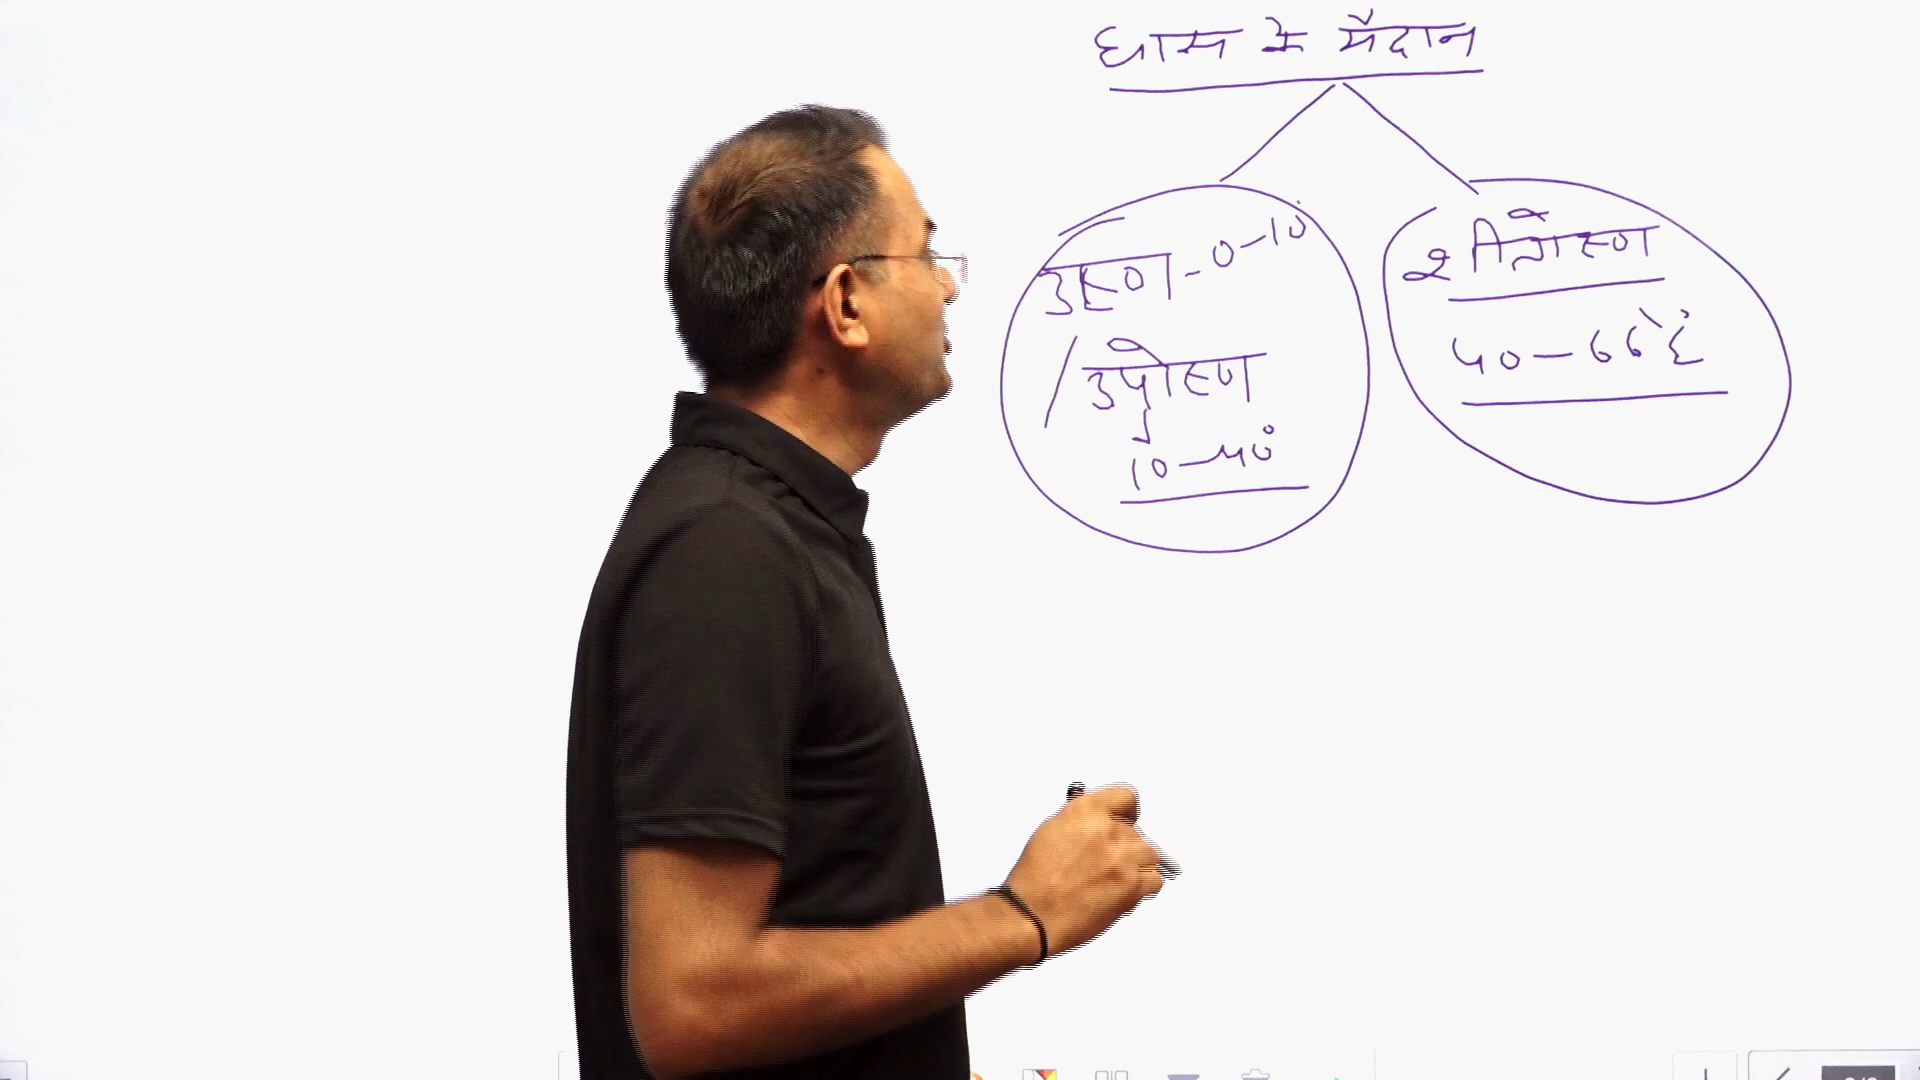 घास के मैदान
उष्ण - 0-10°
/ उपोष्ण
10-40°
2 शीतोष्ण
40-66½